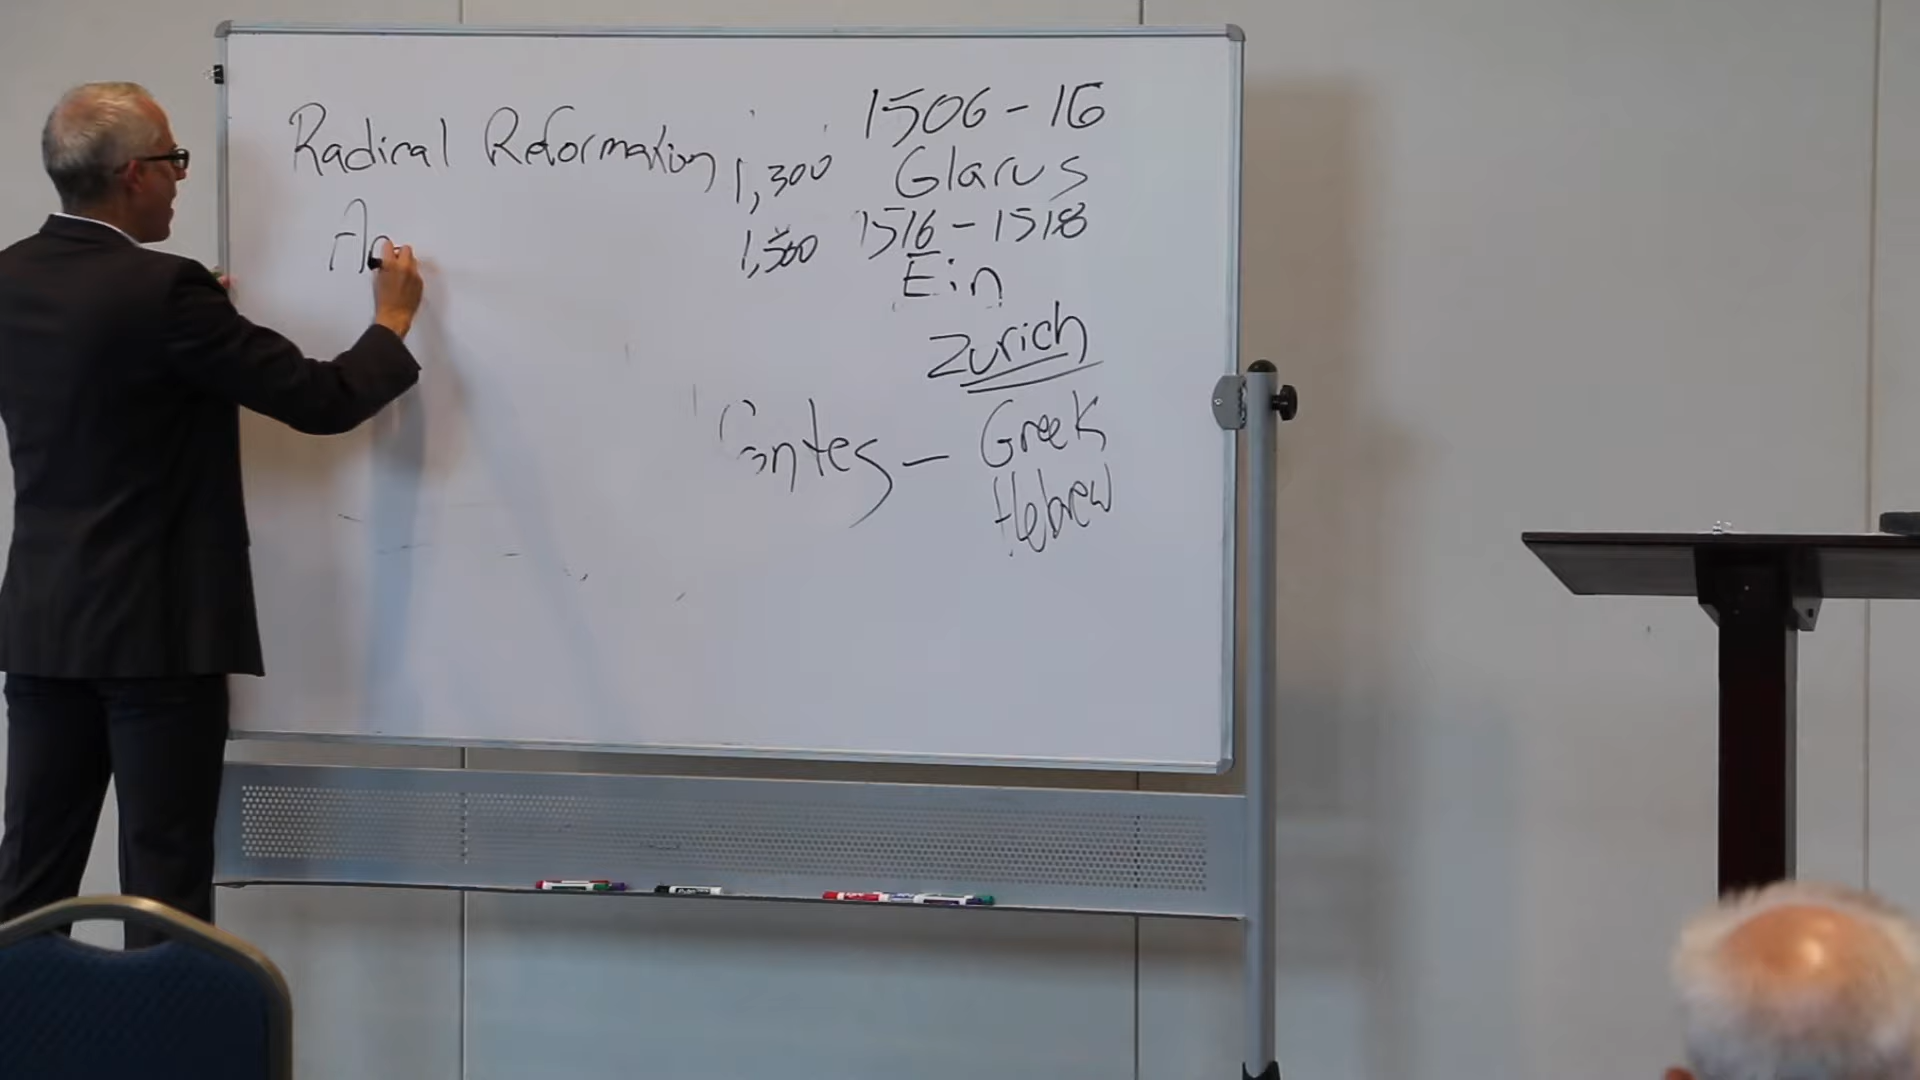 Radical Reformation
1,300
1,500
1506-16
Glarus
1516-1518
Ein
Zurich
Greek
Hebrew